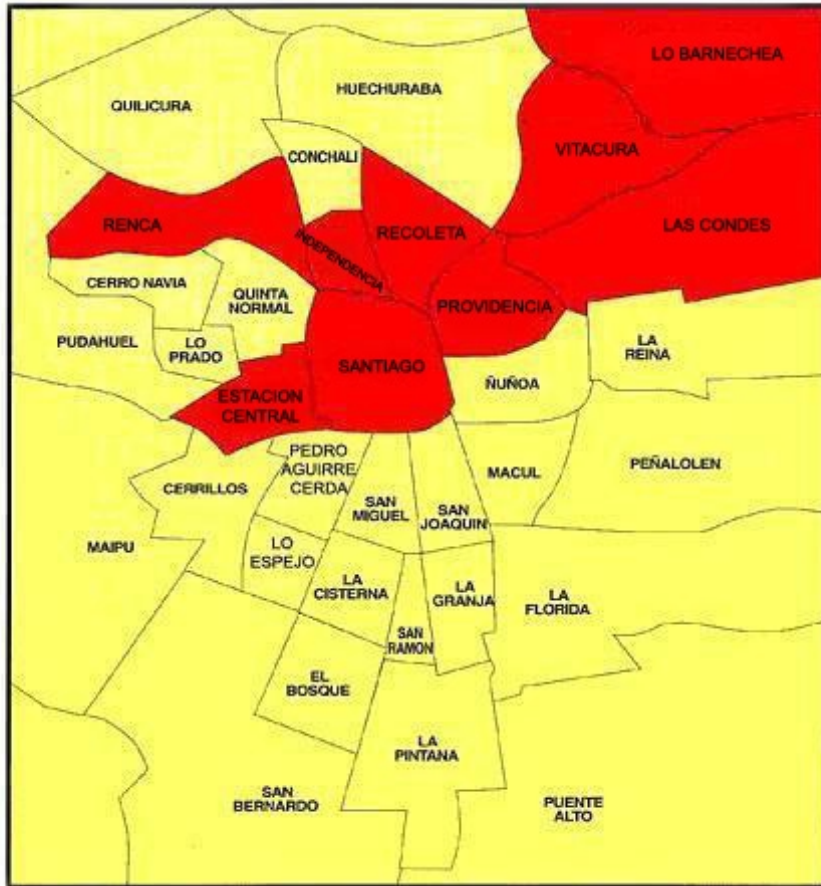 LO BARNECHEA
HUECHURABA
QUILICURA
VITACURA
CONCHALI
LAS CONDES
RENCA
RECOLETA
INDEPENDENCIA
CERRO NAVIA
QUINTA
NORMAL
PROVIDENCIA
PUDAHUEL
LO
PRADO
LA
REINA
SANTIAGO
ÑUÑOA
ESTACION
CENTRAL
PEDRO
AGUIRRE
CERDA
MACUL
PEÑALOLEN
CERRILLOS
SAN
MIGUEL
SAN
JOAQUIN
MAIPU
LO
ESPEJO
LA
CISTERNA
LA
GRANJA
LA
FLORIDA
SAN
RAMON
EL
BOSQUE
LA
PINTANA
SAN
BERNARDO
PUENTE
ALTO